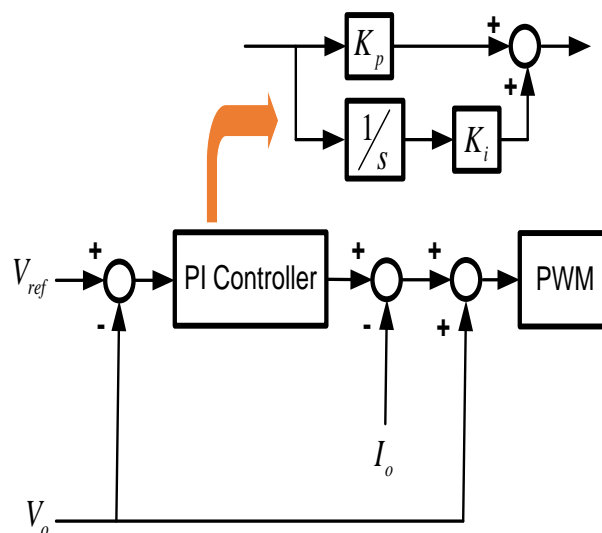 K_p
+
+
1/s
K_i
+
V_ref
-
PI Controller
+
-
+
+
PWM
I_o
V_o